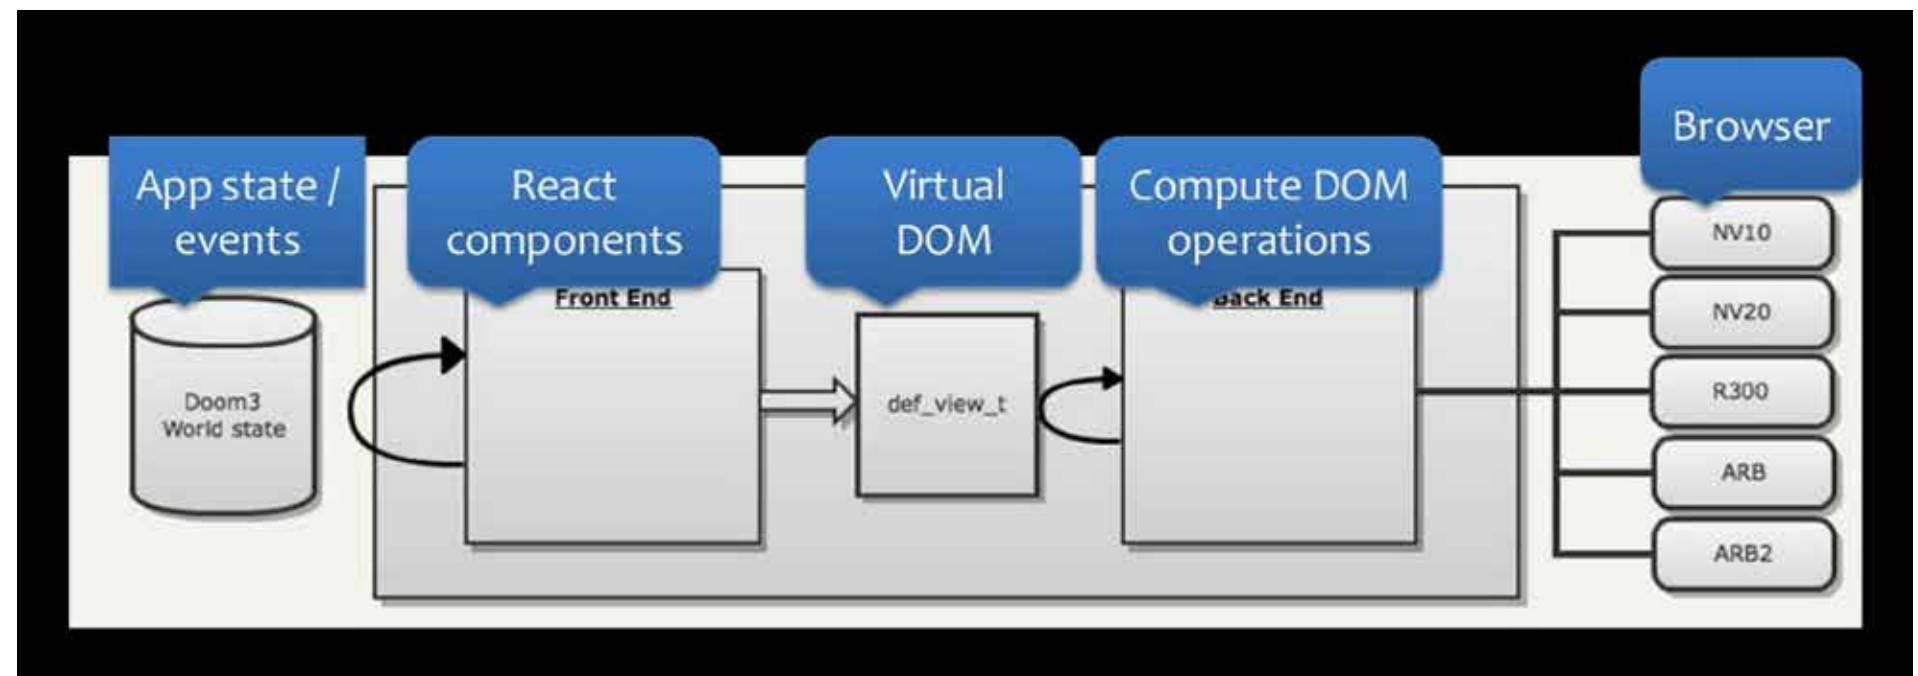 App state /
events
React
components
Virtual
DOM
Compute DOM
operations
Browser
Doom3
World state
Front End
def_view_t
Back End
NV10
NV20
R300
ARB
ARB2